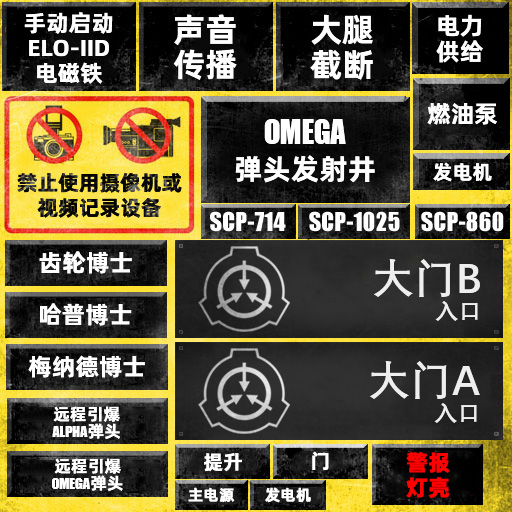 手动启动
ELO-IID
电磁铁
声音
传播
大腿
截断
电力
供给
燃油泵
发电机
禁止使用摄像机或
视频记录设备
OMEGA
弹头发射井
SCP-714
SCP-1025
SCP-860
齿轮博士
哈普博士
梅纳德博士
远程引爆
ALPHA弹头
远程引爆
OMEGA弹头
大门B
入口
大门A
入口
提升
门
主电源
发电机
警报
灯亮